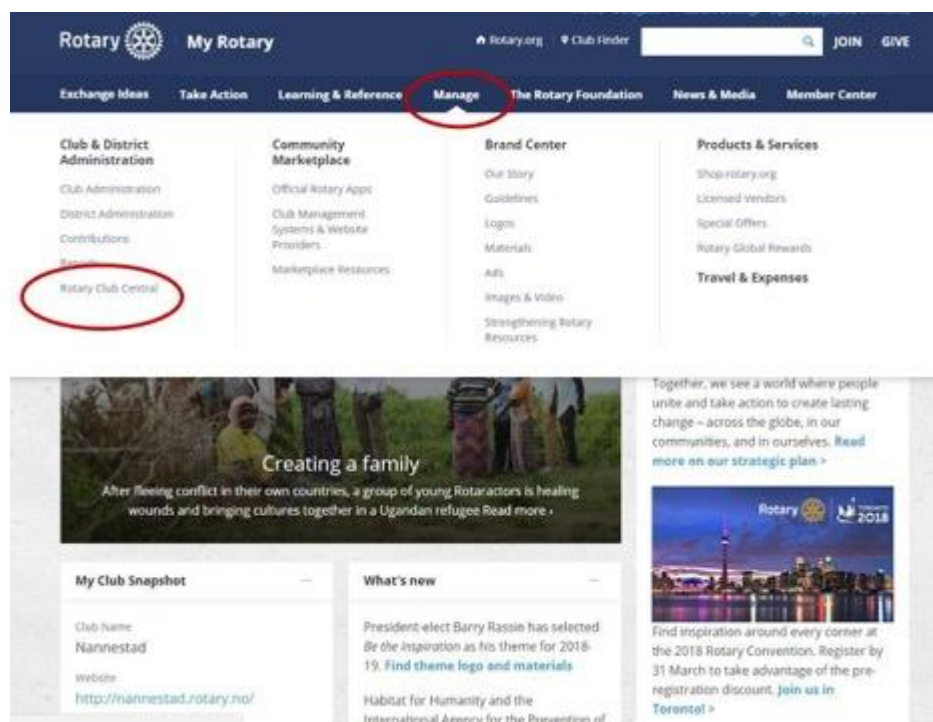 Rotary
My Rotary
Rotary.org
Club Finder
JOIN
GIVE
Exchange Ideas
Take Action
Learning & Reference
Manage
The Rotary Foundation
News & Media
Member Center
Club & District
Administration
Club Administration
District Administration
Contributions
Reports
Rotary Club Central
Community
Marketplace
Official Rotary Apps
Club Management
Systems & Website
Providers
Marketplace Resources
Brand Center
Our Story
Guidelines
Logos
Materials
Ads
Images & Video
Strengthening Rotary
Resources
Products & Services
Shop.rotary.org
Licensed Vendors
Special Offers
Rotary Global Rewards
Travel & Expenses
Creating a family
After fleeing conflict in their own countries, a group of young Rotaractors is healing
wounds and bringing cultures together in a Ugandan refugee Read more ›
Together, we see a world where people
unite and take action to create lasting
change – across the globe, in our
communities, and in ourselves. Read
more on our strategic plan >
Rotary
TORONTO
2018
Find inspiration around every corner at
the 2018 Rotary Convention. Register by
31 March to take advantage of the pre-
registration discount. Join us in
Toronto! >
My Club Snapshot
Club Name
Nannestad
Website
http://nannestad.rotary.no/
What's new
President-elect Barry Rassin has selected
Be the Inspiration as his theme for 2018-
19. Find theme logo and materials
Habitat for Humanity and the
International Agency for the Prevention of